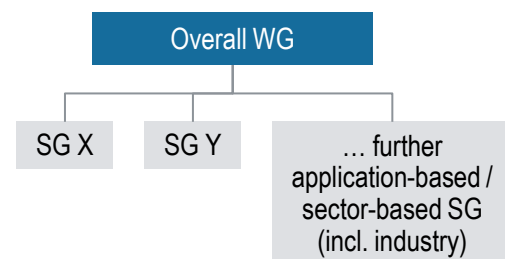 Overall WG
SG X
SG Y
… further
application-based /
sector-based SG
(incl. industry)